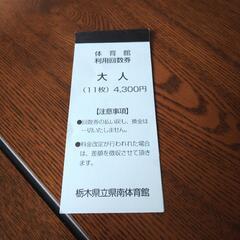 体育館
利用回数券
大人
(11枚) 4,300円
【注意事項】
●回数券の払い戻し、換金は
一切いたしません。
●料金改定が行われた場合
は、差額を徴収させて頂き
ます。
栃木県立県南体育館